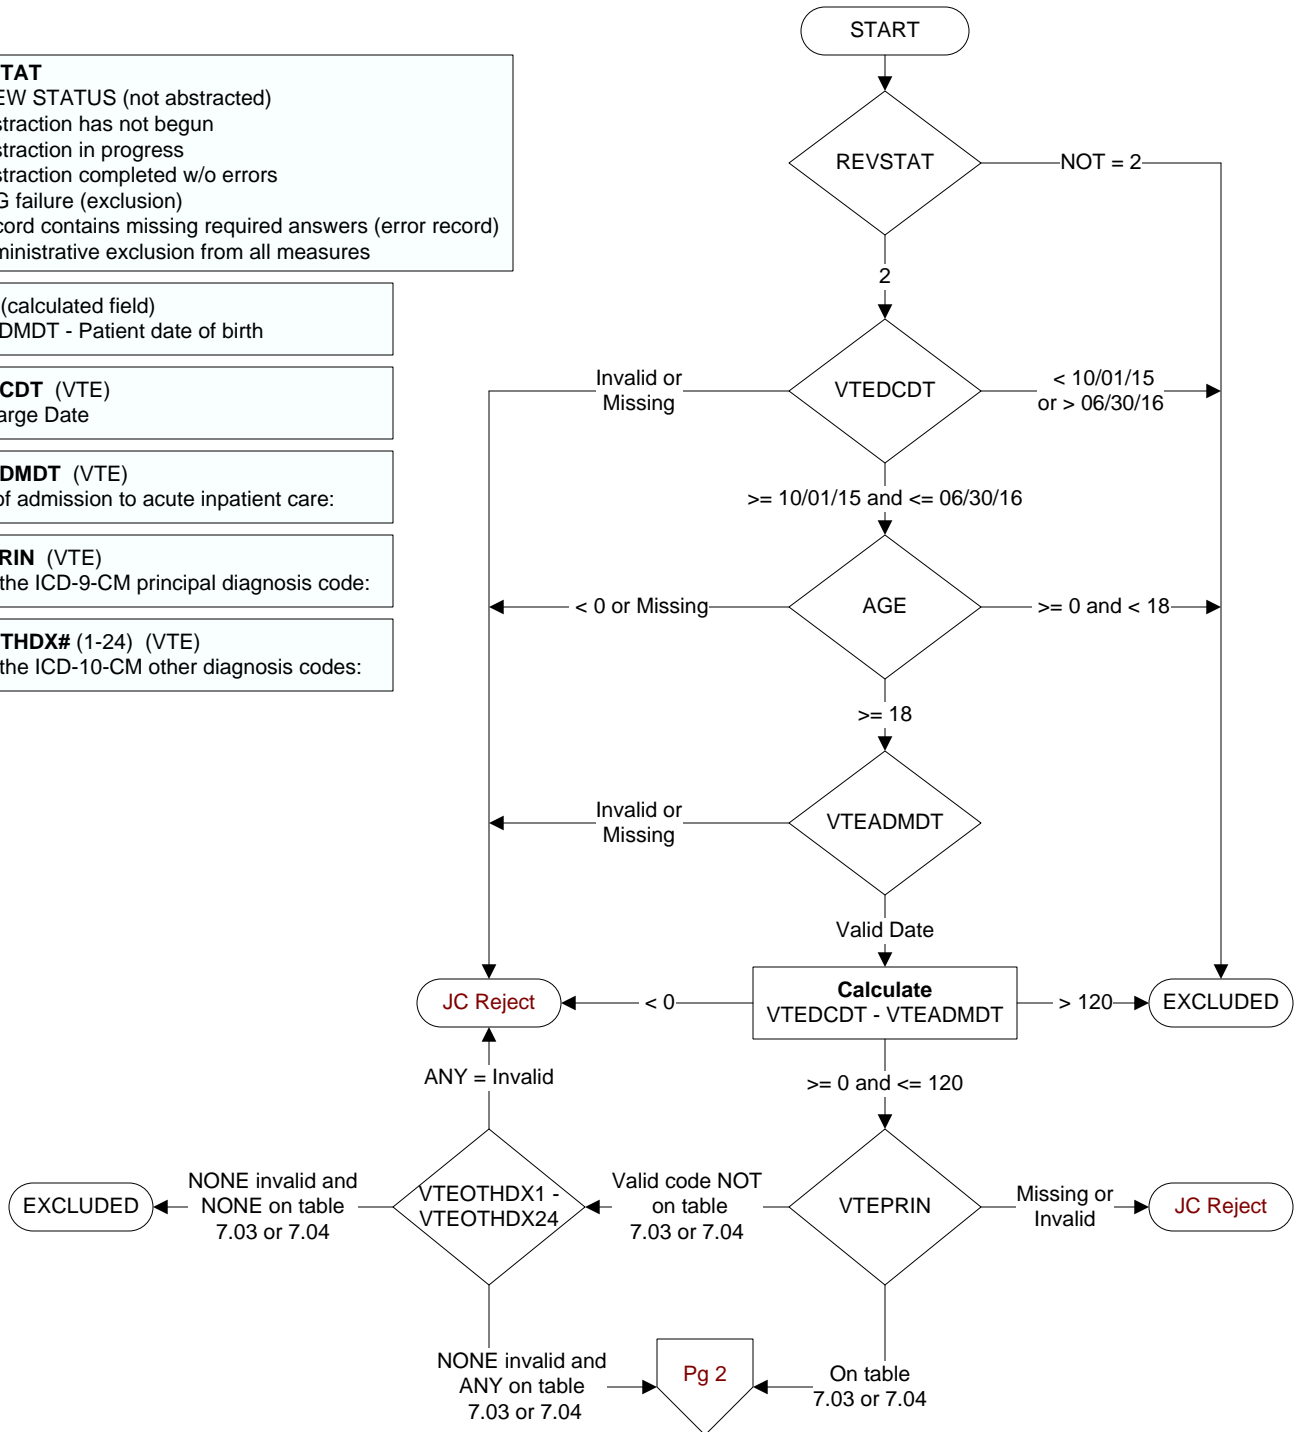 START
TAT
EW STATUS (not abstracted)
straction has not begun
straction in progress
straction completed w/o errors
G failure (exclusion)
cord contains missing required answers (error record)
ministrative exclusion from all measures
(calculated field)
DMDT - Patient date of birth
CDT (VTE)
arge Date
DMDT (VTE)
of admission to acute inpatient care:
RIN (VTE)
the ICD-9-CM principal diagnosis code:
THDX# (1-24) (VTE)
the ICD-10-CM other diagnosis codes:
REVSTAT
NOT = 2
2
Invalid or
Missing
VTEDCDT
< 10/01/15
or > 06/30/16
>= 10/01/15 and <= 06/30/16
< 0 or Missing
AGE
>= 0 and < 18
>= 18
Invalid or
Missing
VTEADMDT
Valid Date
JC Reject
< 0
Calculate
VTEDCDT - VTEADMDT
> 120
EXCLUDED
ANY = Invalid
>= 0 and <= 120
EXCLUDED
NONE invalid and
NONE on table
7.03 or 7.04
VTEOTHDX1 -
VTEOTHDX24
Valid code NOT
on table
7.03 or 7.04
VTEPRIN
Missing or
Invalid
JC Reject
NONE invalid and
ANY on table
7.03 or 7.04
Pg 2
On table
7.03 or 7.04